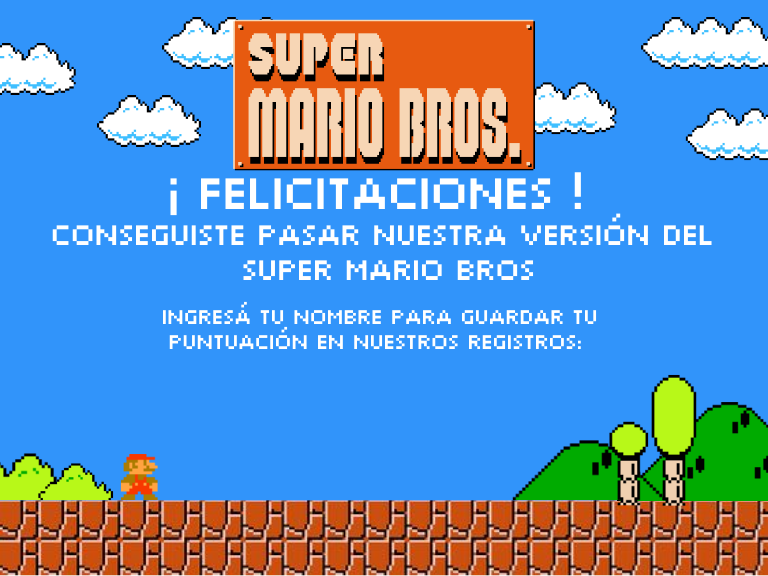 SUPER
MARIO BROS.
¡ FELICITACIONES !
CONSEGUISTE PASAR NUESTRA VERSIÓN DEL
SUPER MARIO BROS
INGRESÁ TU NOMBRE PARA GUARDAR TU
PUNTUACIÓN EN NUESTROS REGISTROS: